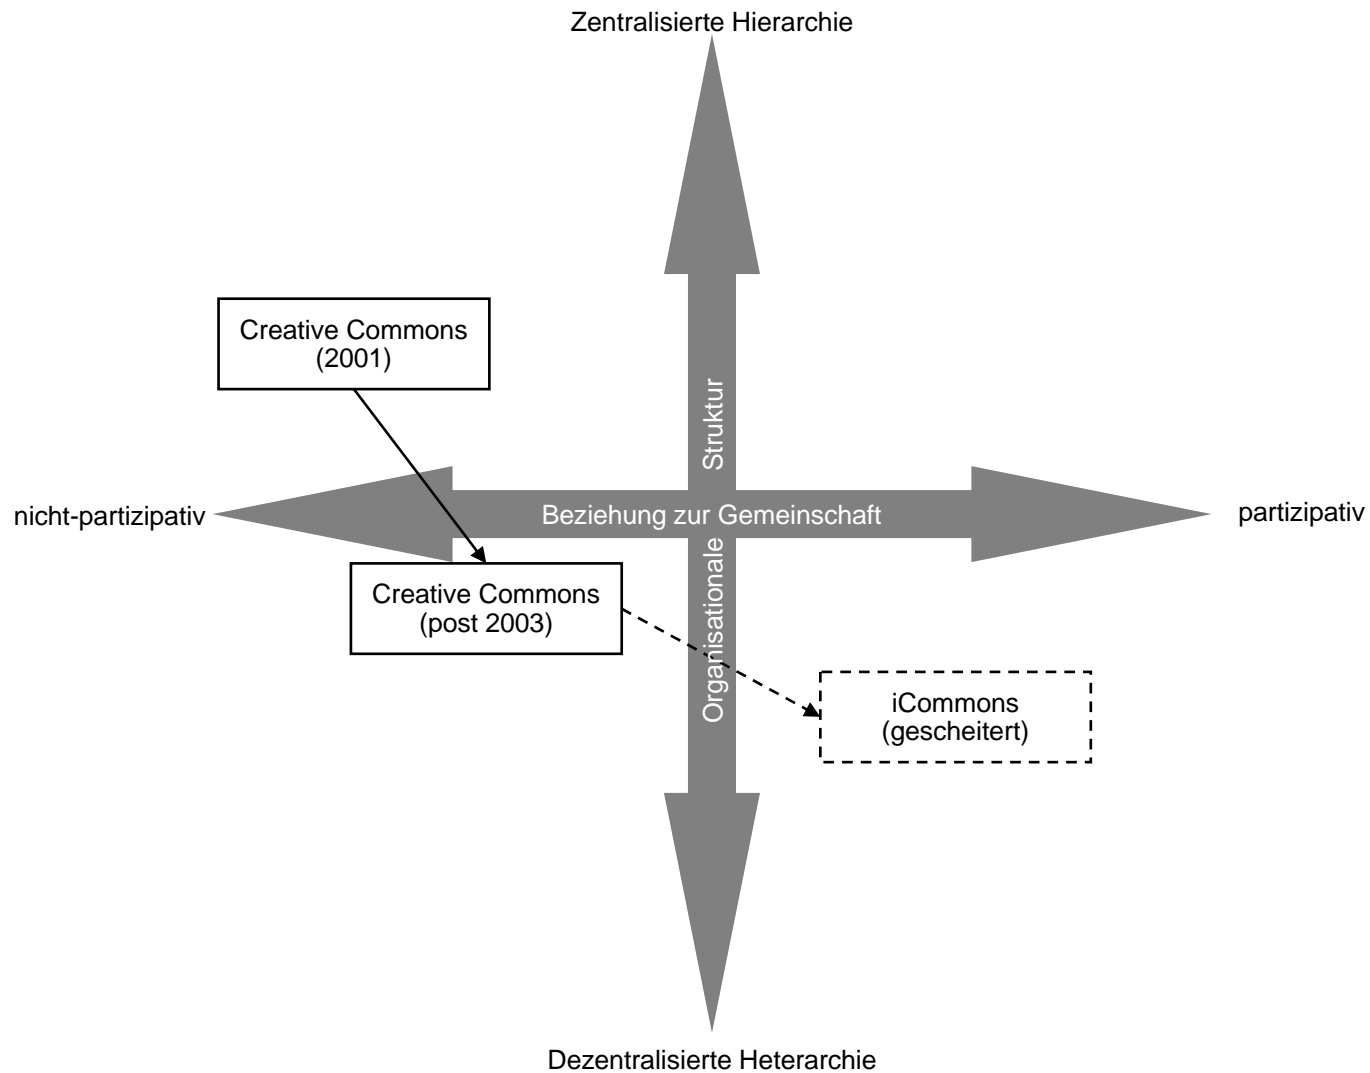 Zentralisierte Hierarchie
Creative Commons
(2001)
Organisationale Struktur
nicht-partizipativ
Beziehung zur Gemeinschaft
partizipativ
Creative Commons
(post 2003)
iCommons
(gescheitert)
Dezentralisierte Heterarchie